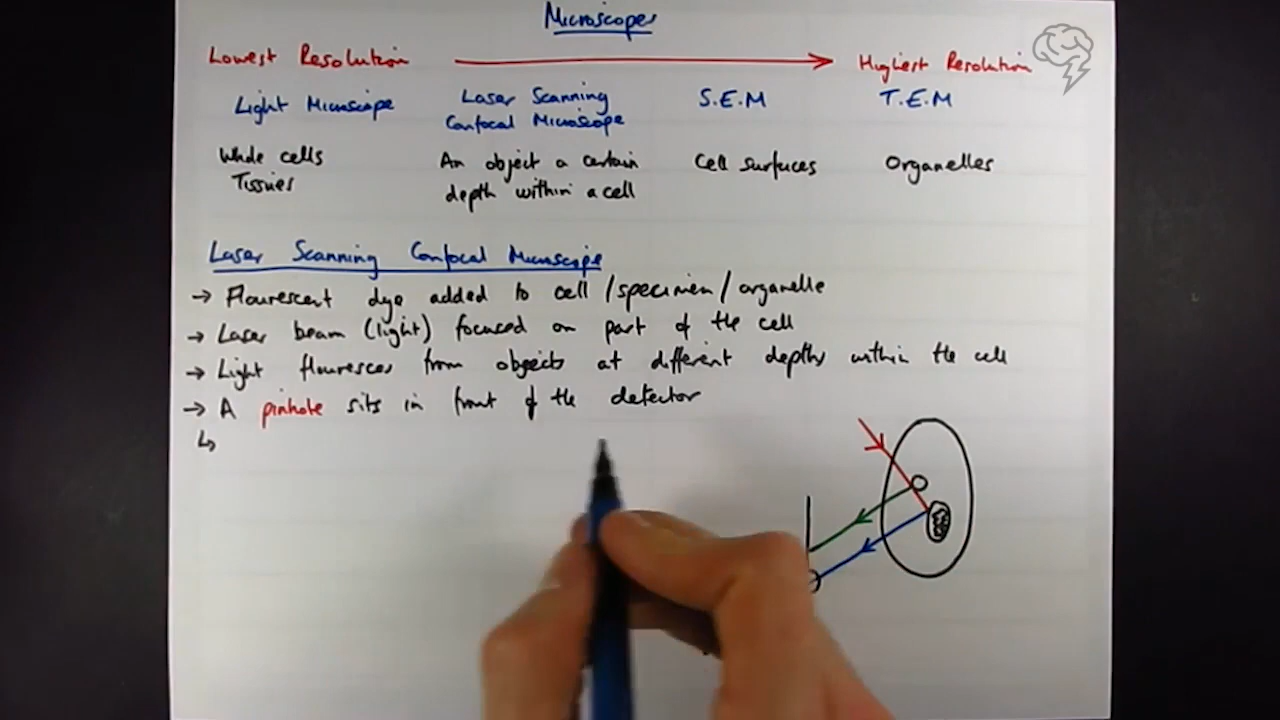 Microscopes
Lowest Resolution Highest Resolution
Light Microscope Laser Scanning Confocal Microscope S.E.M T.E.M
Whole cells An object a certain Cell surfaces Organelles
Tissues depth within a cell
Laser Scanning Confocal Microscope
→ Flourescent dye added to cell/specimen/organelle
→ Laser beam (light) focused on part of the cell
→ Light flouresces from objects at different depths within the cell
→ A pinhole sits in front of the detector
↳